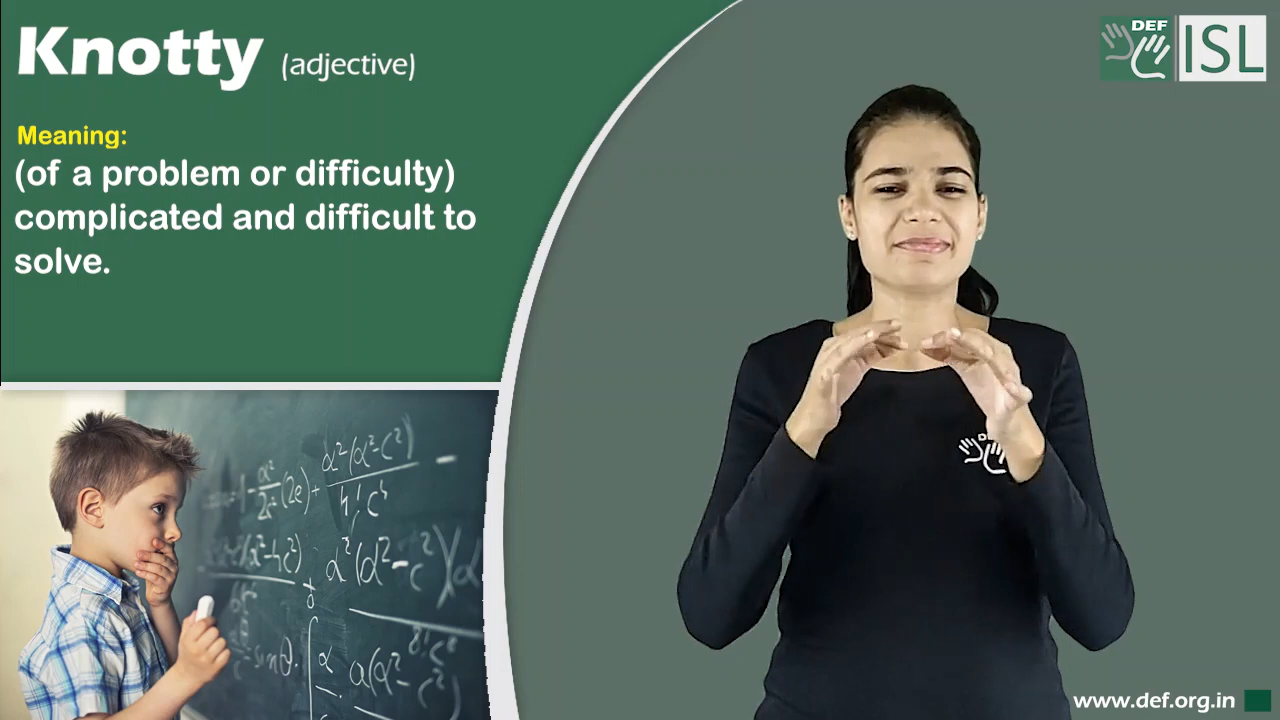 Knotty (adjective)
Meaning:
(of a problem or difficulty)
complicated and difficult to
solve.
DEF ISL
www.def.org.in